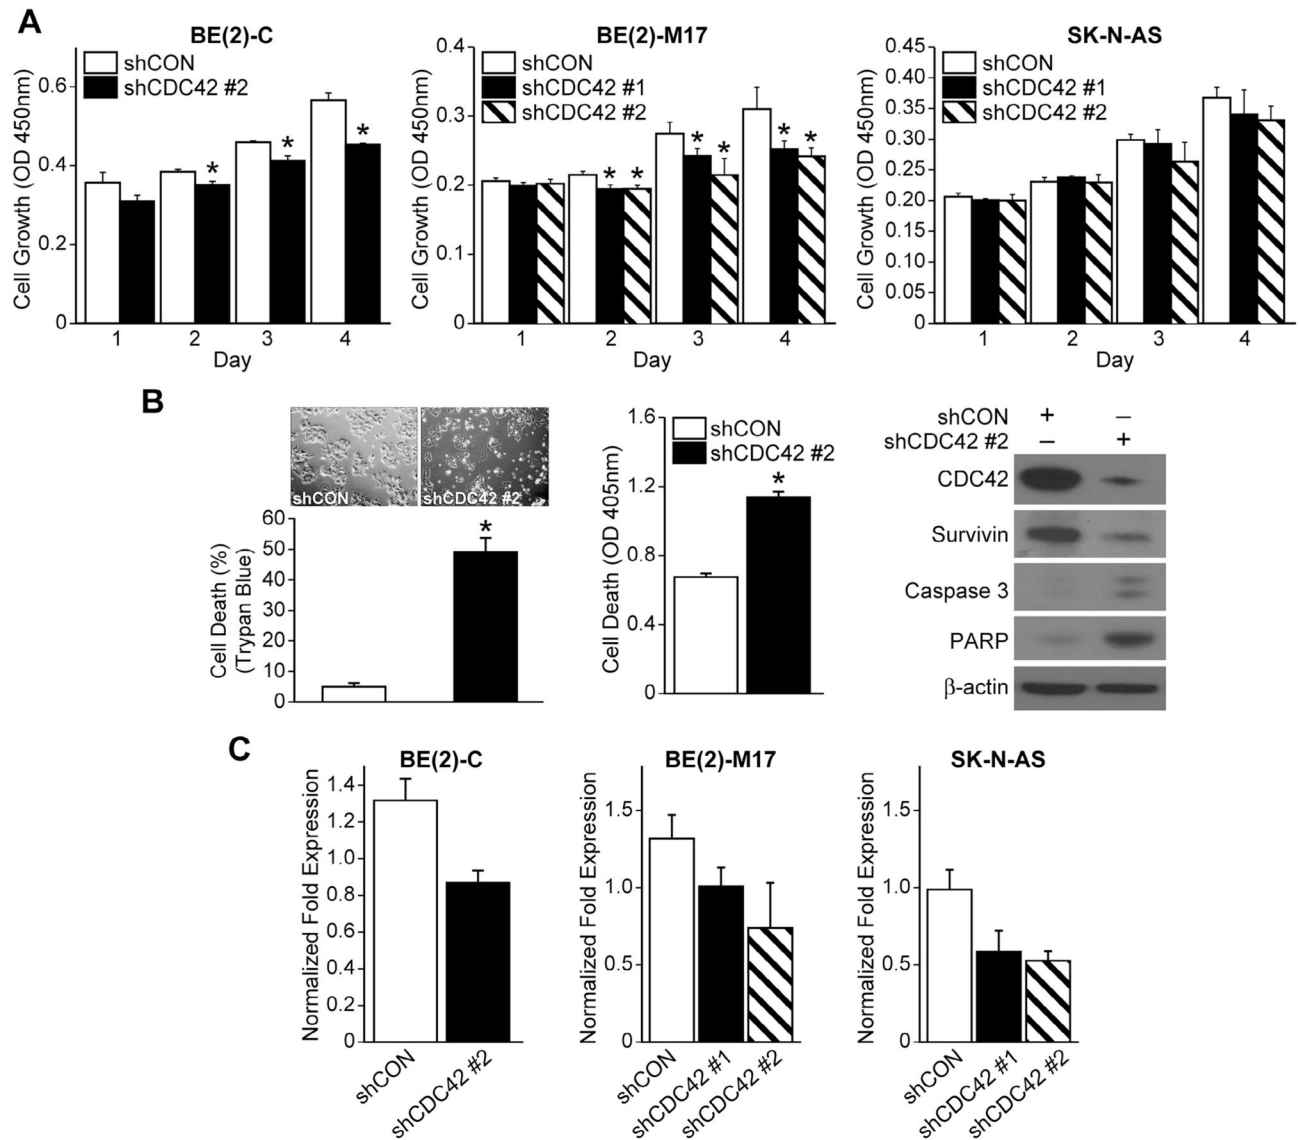 A
BE(2)-C
Cell Growth (OD 450nm)
0.6
0.4
0.2
0
shCON
shCDC42 #2
*
*
*
1 2 3 4
Day
BE(2)-M17
Cell Growth (OD 450nm)
0.4
0.3
0.2
0.1
0
shCON
shCDC42 #1
shCDC42 #2
* *
* *
* *
1 2 3 4
Day
SK-N-AS
Cell Growth (OD 450nm)
0.45
0.40
0.35
0.30
0.25
0.20
0.15
0.10
0.05
0
shCON
shCDC42 #1
shCDC42 #2
1 2 3 4
Day
B
shCON
shCDC42 #2
Cell Death (%)
(Trypan Blue)
60
50
40
30
20
10
0
*
Cell Death (OD 405nm)
1.6
1.2
0.8
0.4
0
shCON
shCDC42 #2
*
shCON + –
shCDC42 #2 – +
CDC42
Survivin
Caspase 3
PARP
β-actin
C
BE(2)-C
Normalized Fold Expression
1.4
1.2
1.0
0.8
0.6
0.4
0.2
0
shCON
shCDC42 #2
BE(2)-M17
Normalized Fold Expression
1.5
1.0
0.5
0
shCON
shCDC42 #1
shCDC42 #2
SK-N-AS
Normalized Fold Expression
1.5
1.0
0.5
0
shCON
shCDC42 #1
shCDC42 #2